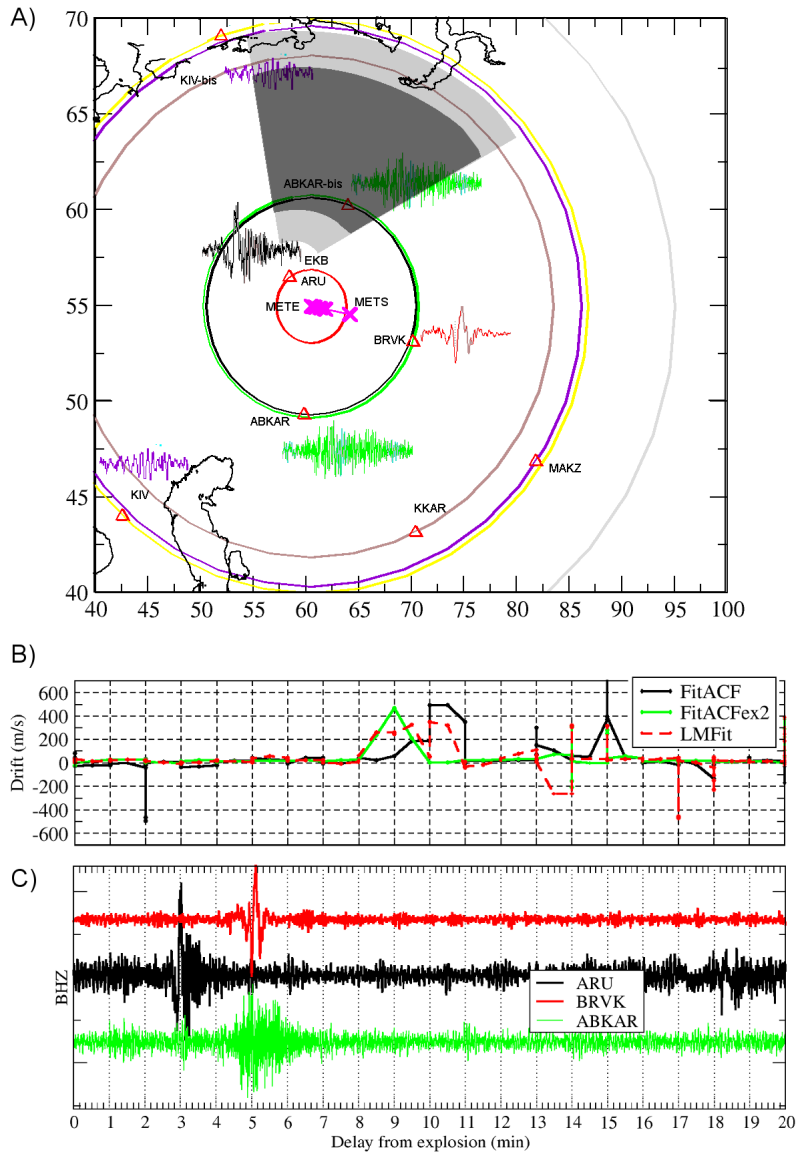 A)
70
65
60
55
50
45
40
KIV-bis
ABKAR-bis
EKB
ARU
METE
METS
BRVK
ABKAR
MAKZ
KIV
KKAR
40 45 50 55 60 65 70 75 80 85 90 95 100
B)
Drift (m/s)
600
400
200
0
-200
-400
-600
FitACF
FitACFex2
LMFit
C)
BHZ
ARU
BRVK
ABKAR
0 1 2 3 4 5 6 7 8 9 10 11 12 13 14 15 16 17 18 19 20
Delay from explosion (min)